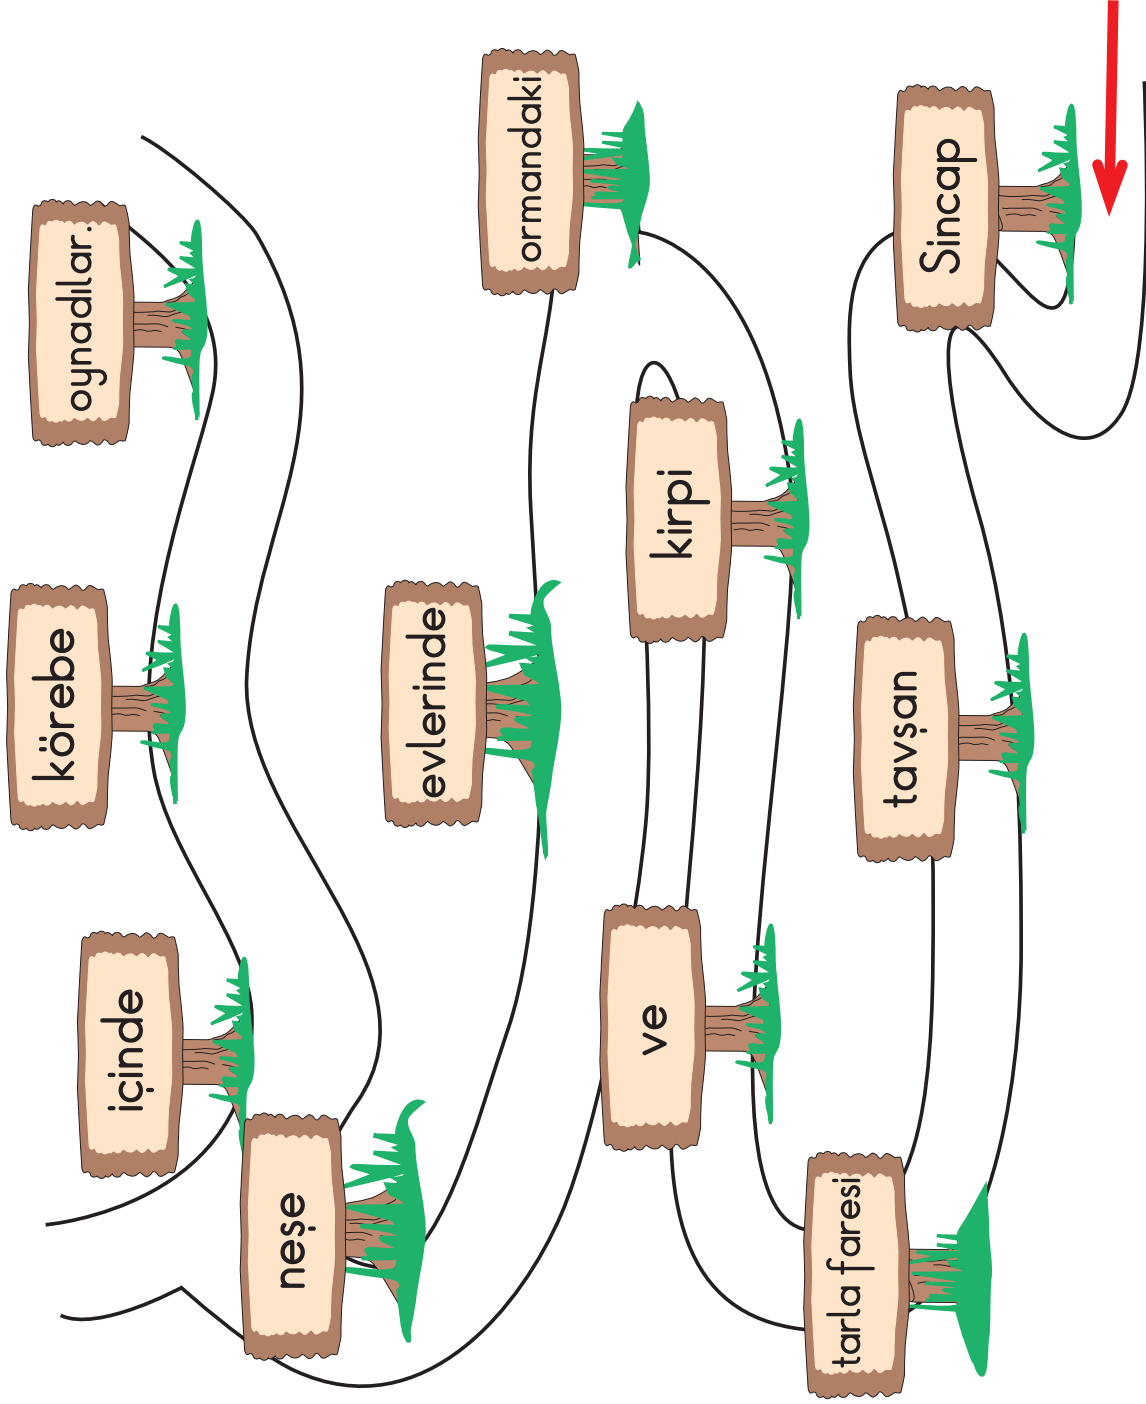 Sincap
tavşan
tarla faresi
ve
kirpi
ormandaki
evlerinde
neşe
içinde
körebe
oynadılar.